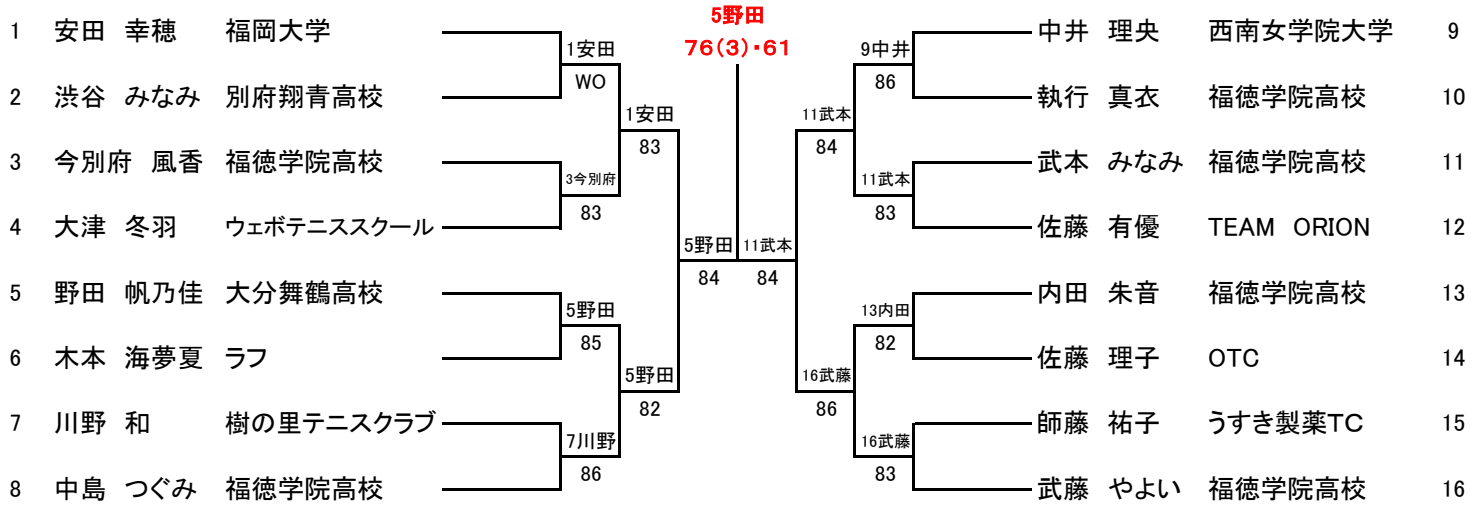 5野田
76(3)・61
1 安田 幸穂 福岡大学
2 渋谷 みなみ 別府翔青高校
3 今別府 風香 福徳学院高校
4 大津 冬羽 ウェボテニススクール
5 野田 帆乃佳 大分舞鶴高校
6 木本 海夢夏 ラフ
7 川野 和 樹の里テニスクラブ
8 中島 つぐみ 福徳学院高校
1安田
WO
3今別府
83
5野田
85
7川野
86
1安田
83
5野田
82
5野田
84
11武本
84
11武本
84
16武藤
86
9中井
86
11武本
83
13内田
82
16武藤
83
中井 理央 西南女学院大学 9
執行 真衣 福徳学院高校 10
武本 みなみ 福徳学院高校 11
佐藤 有優 TEAM ORION 12
内田 朱音 福徳学院高校 13
佐藤 理子 OTC 14
師藤 祐子 うすき製薬TC 15
武藤 やよい 福徳学院高校 16